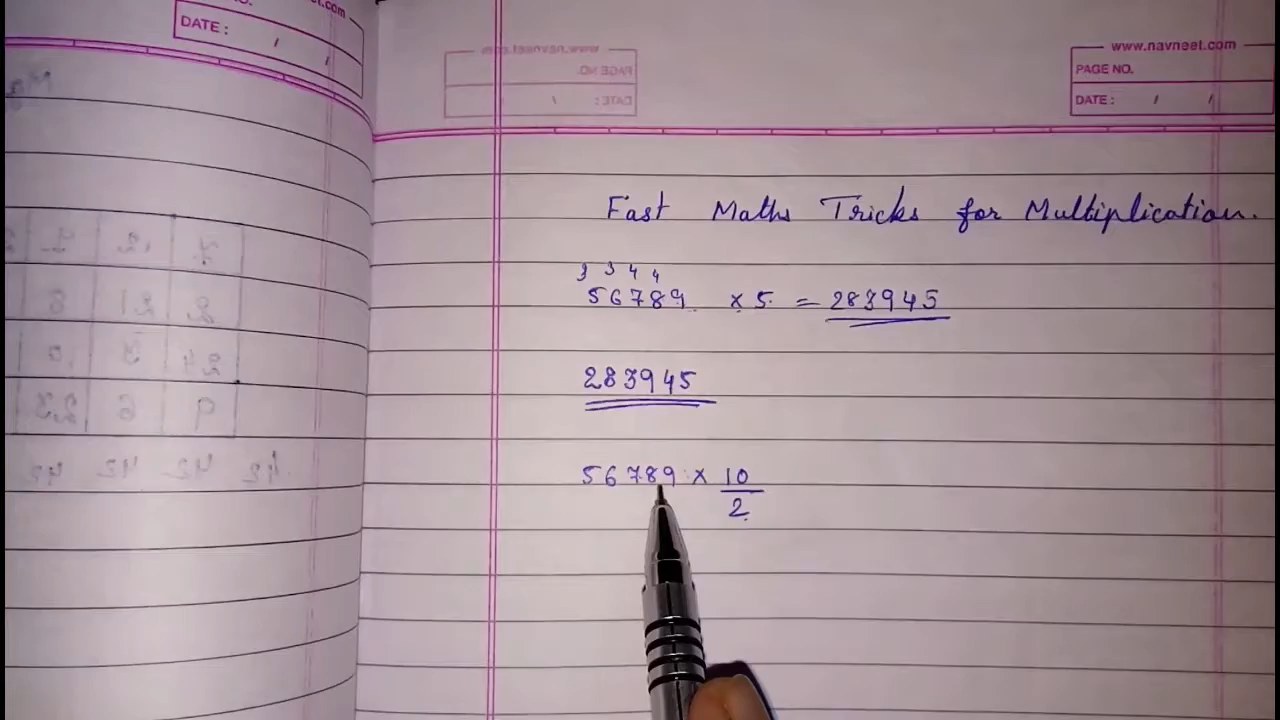 DATE: / /
www.navneet.com
PAGE NO.
DATE: / /
Fast Maths Tricks for Multiplication.
3 3 4 4
56789 × 5 = 283945
283945
56789 × 10
2